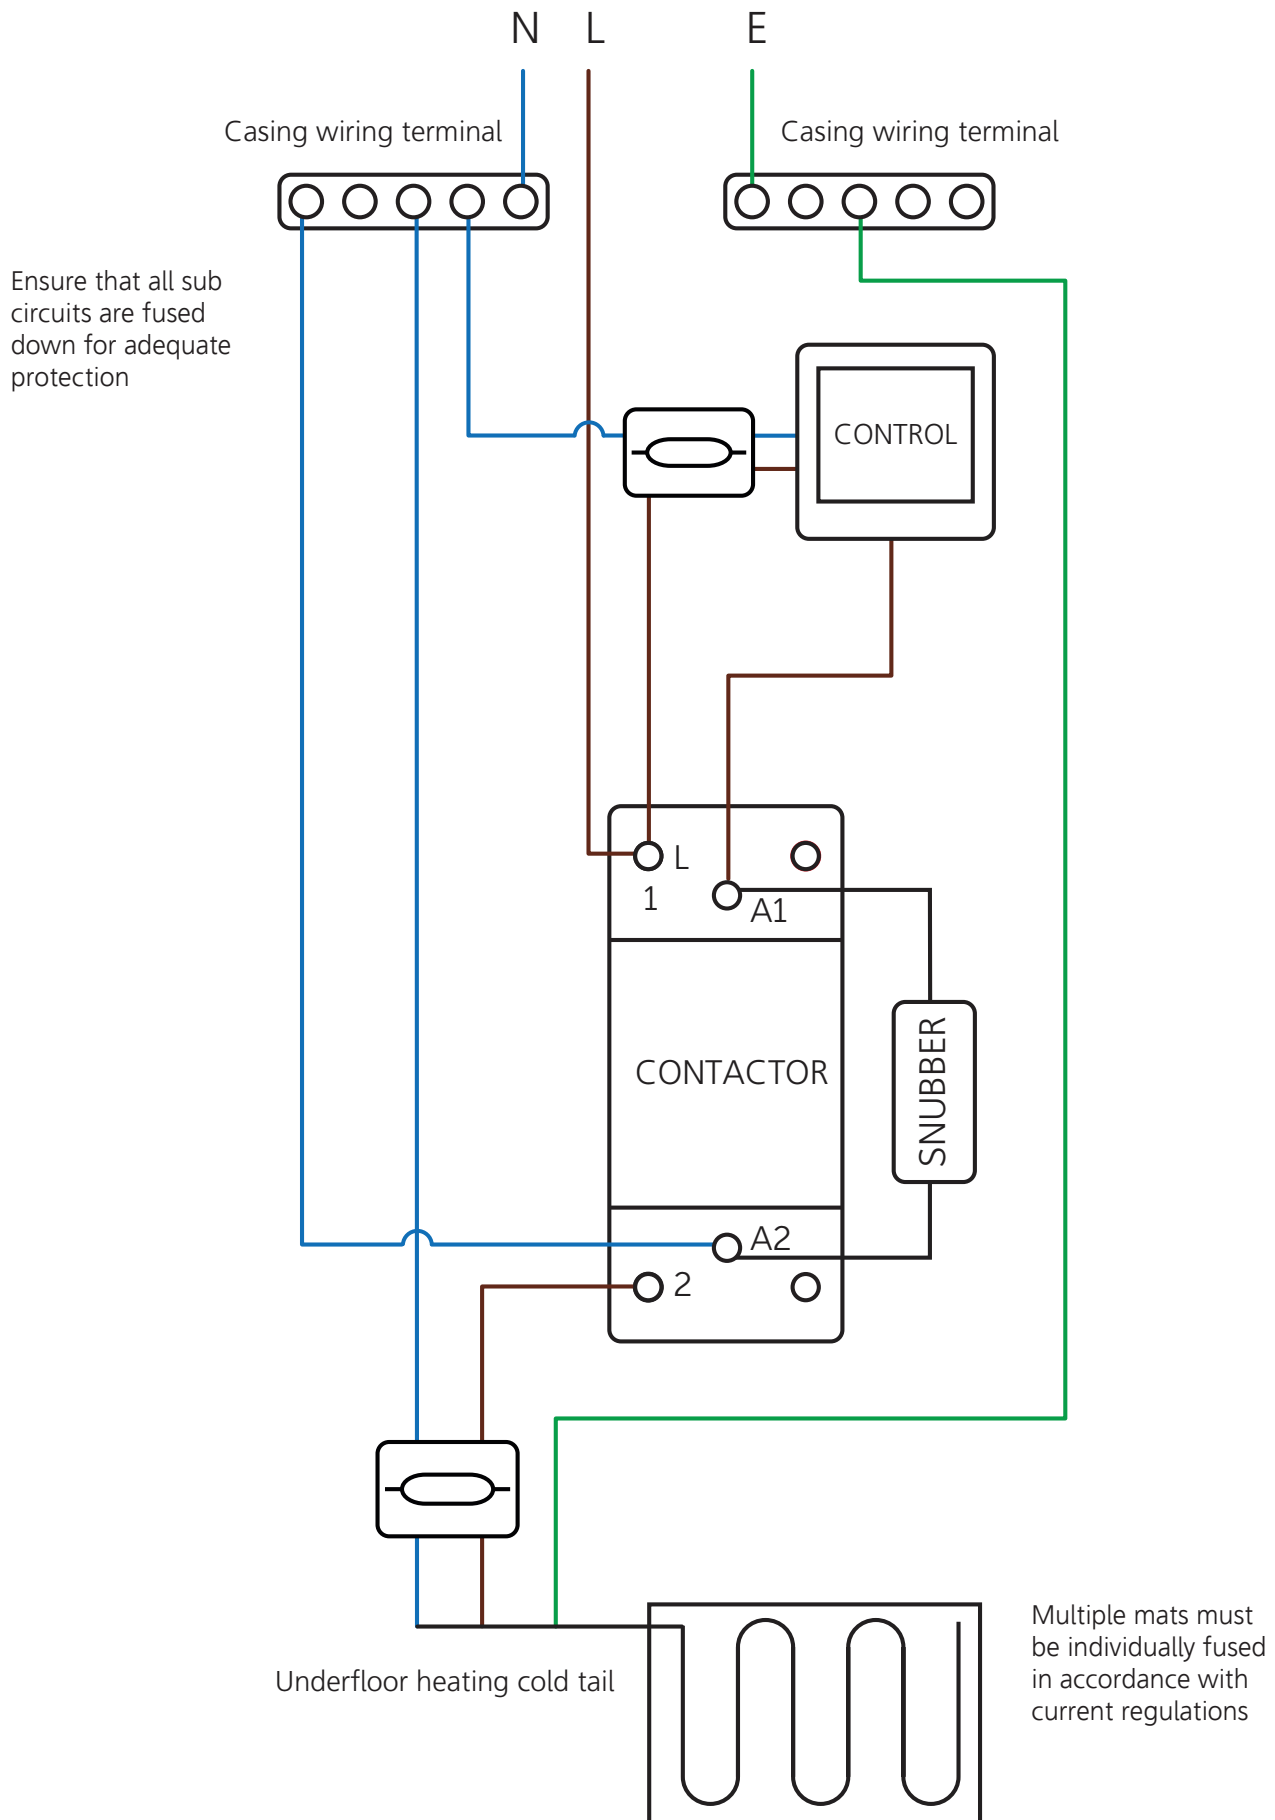 N L E
Casing wiring terminal
Casing wiring terminal
Ensure that all sub
circuits are fused
down for adequate
protection
CONTROL
L
1
A1
CONTACTOR
SNUBBER
A2
2
Underfloor heating cold tail
Multiple mats must
be individually fused
in accordance with
current regulations